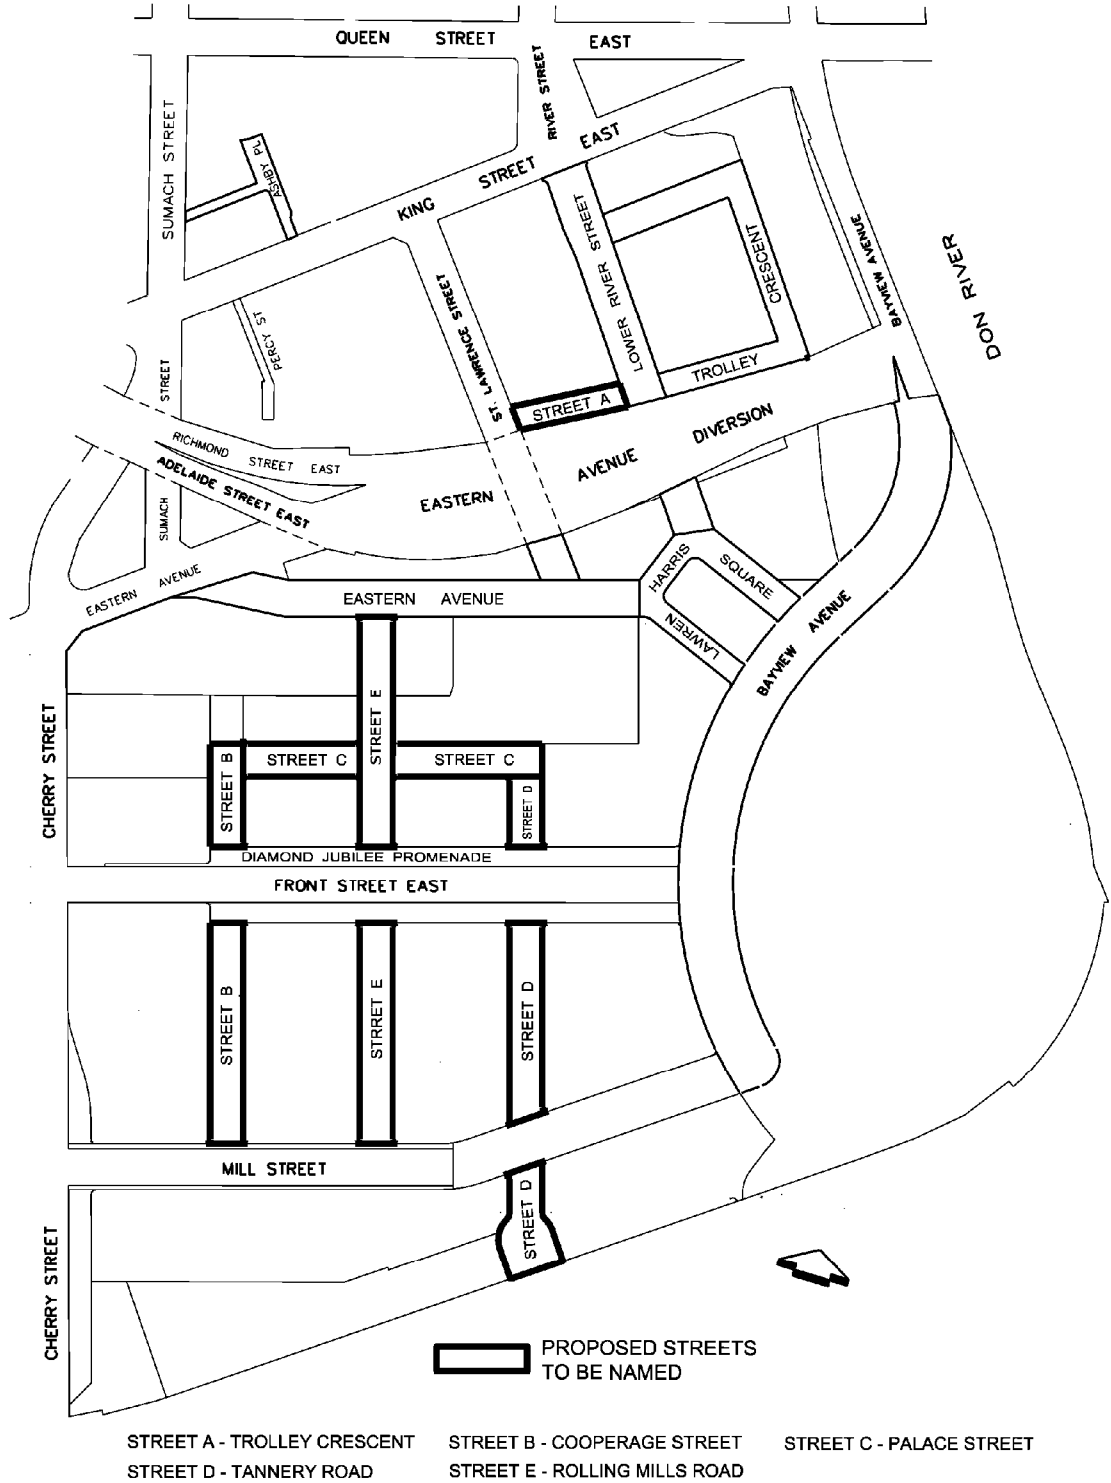 QUEEN STREET EAST
RIVER STREET
SUMACH STREET
ASHBY PL
KING STREET EAST
LOWER RIVER STREET
CRESCENT
TROLLEY
BAYVIEW AVENUE
DON RIVER
ST. LAWRENCE STREET
PERCY ST
STREET
STREET A
RICHMOND STREET EAST
ADELAIDE STREET EAST
SUMACH
EASTERN AVENUE DIVERSION
EASTERN AVENUE
EASTERN AVENUE
HARRIS
SQUARE
LAWREN
BAYVIEW AVENUE
CHERRY STREET
STREET E
STREET B
STREET C
STREET C
STREET D
DIAMOND JUBILEE PROMENADE
FRONT STREET EAST
STREET B
STRRET E
STREET D
MILL STREET
STREET D
CHERRY STREET
PROPOSED STREETS
TO BE NAMED
STREET A - TROLLEY CRESCENT STREET B - COOPERAGE STREET STREET C - PALACE STREET
STREET D - TANNERY ROAD STREET E - ROLLING MILLS ROAD